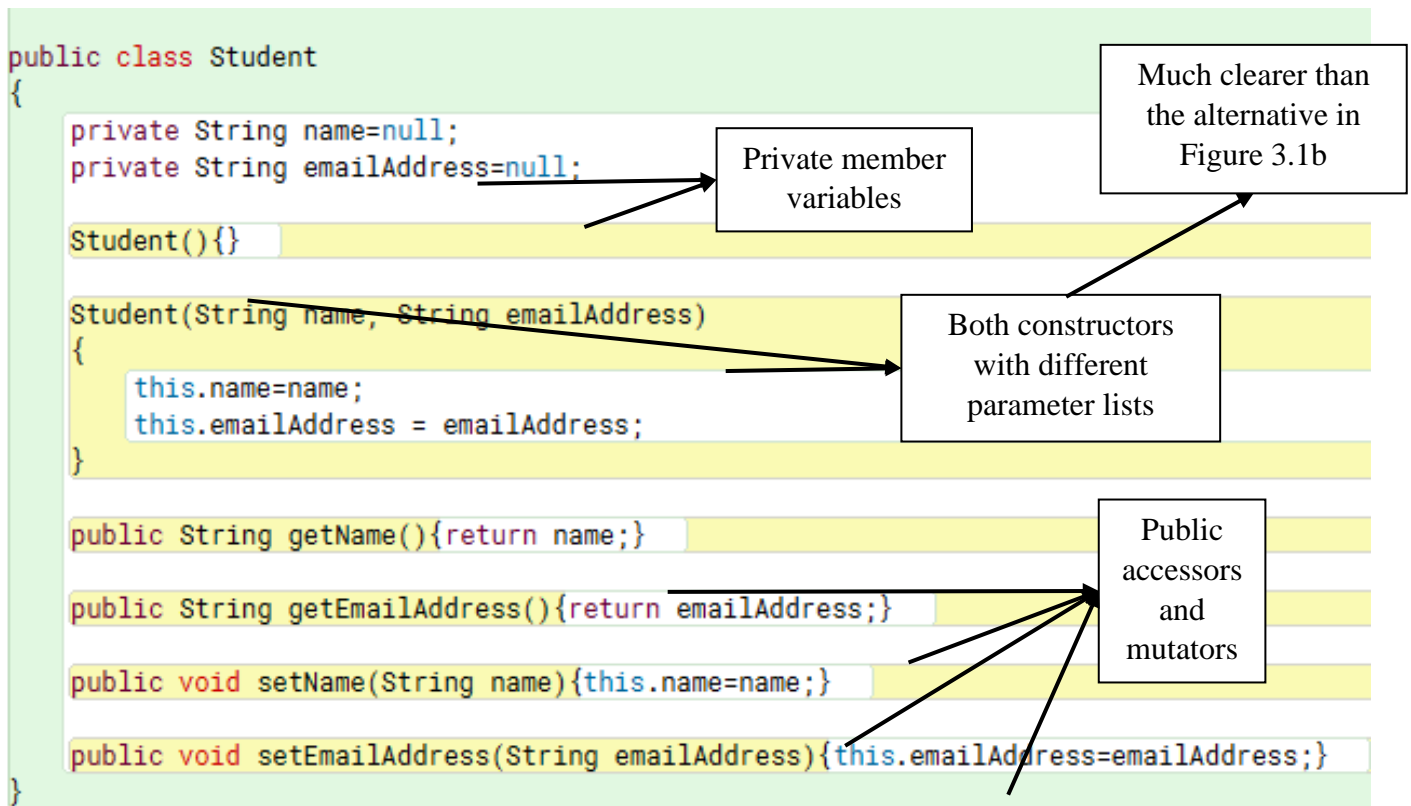 public class Student
{
private String name=null;
private String emailAddress=null;
Student(){}
Student(String name, String emailAddress)
{
this.name=name;
this.emailAddress = emailAddress;
}
public String getName(){return name;}
public String getEmailAddress(){return emailAddress;}
public void setName(String name){this.name=name;}
public void setEmailAddress(String emailAddress){this.emailAddress=emailAddress;}
}
Much clearer than
the alternative in
Figure 3.1b
Private member
variables
Both constructors
with different
parameter lists
Public
accessors
and
mutators